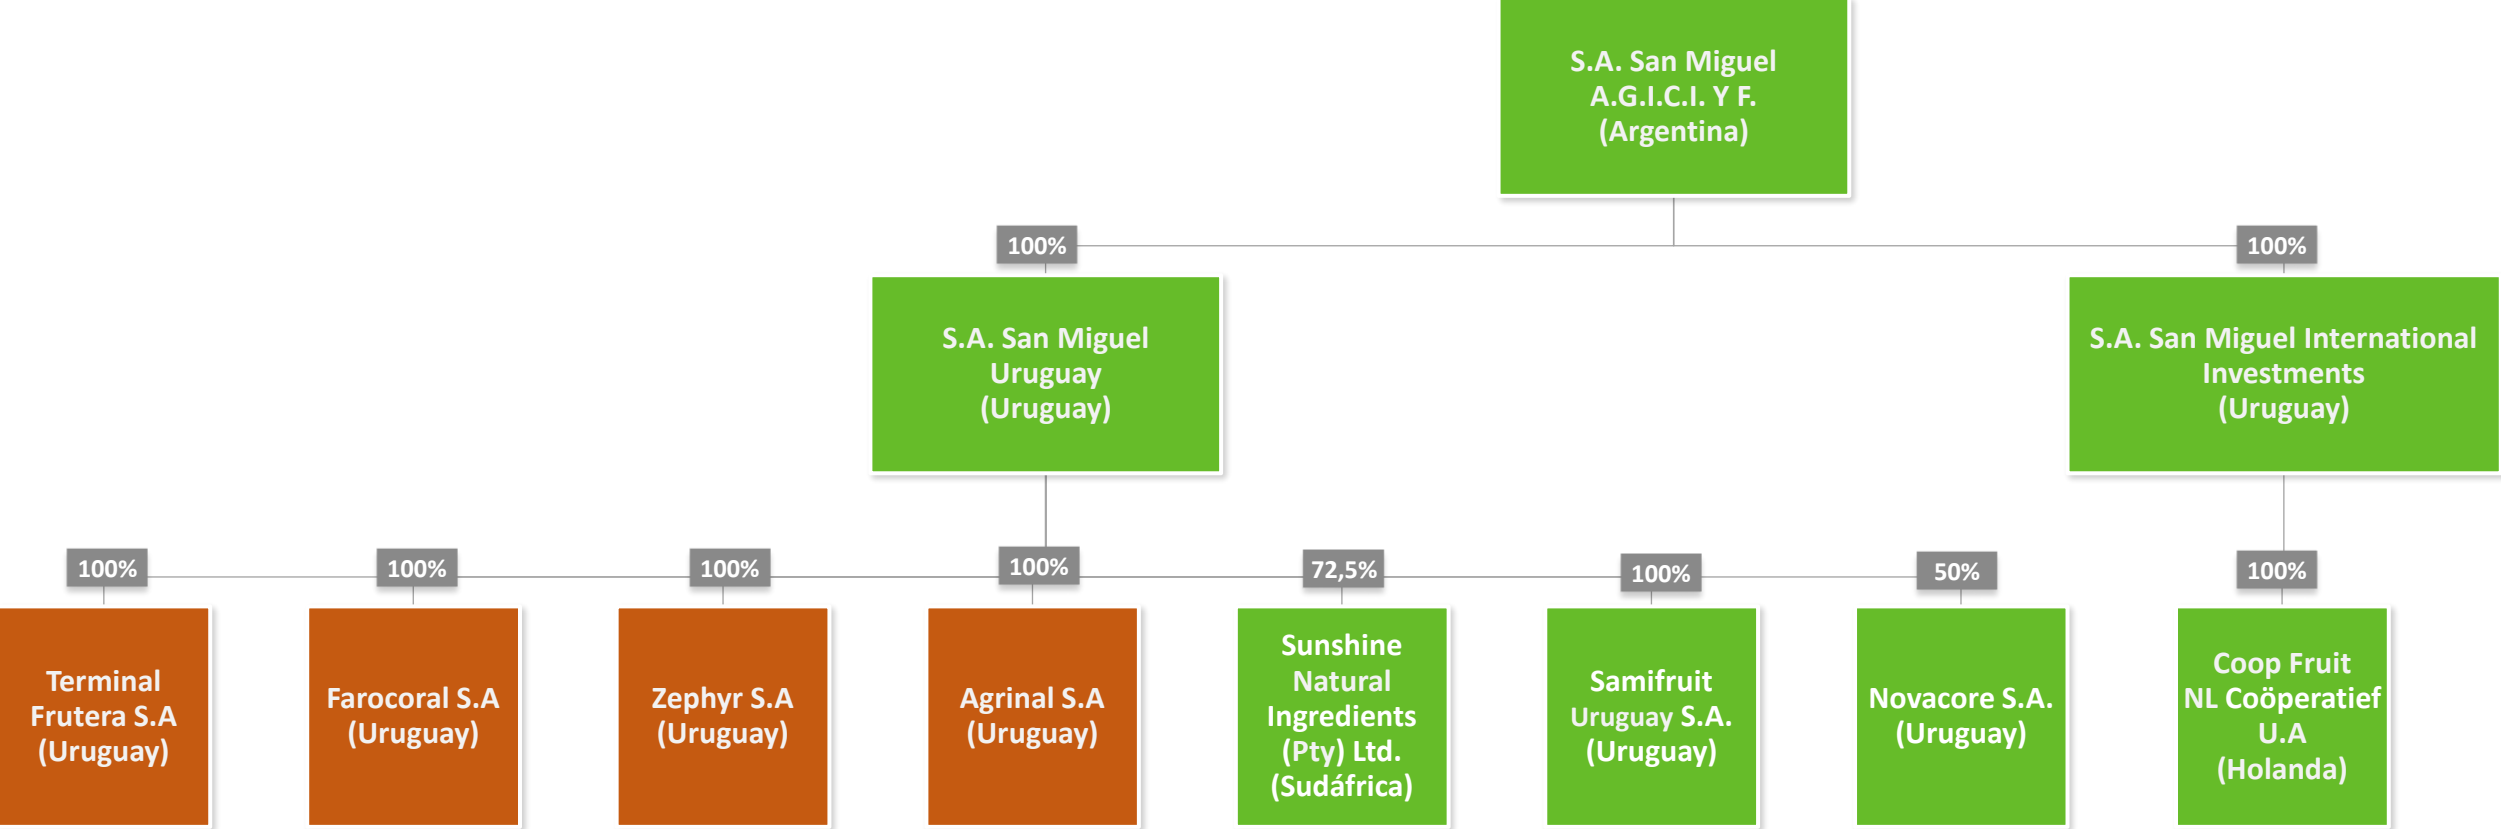 S.A. San Miguel
A.G.I.C.I. Y F.
(Argentina)
100%
100%
S.A. San Miguel
Uruguay
(Uruguay)
S.A. San Miguel International
Investments
(Uruguay)
100%
100%
100%
100%
72,5%
100%
50%
100%
Terminal
Frutera S.A
(Uruguay)
Farocoral S.A
(Uruguay)
Zephyr S.A
(Uruguay)
Agrinal S.A
(Uruguay)
Sunshine
Natural
Ingredients
(Pty) Ltd.
(Sudáfrica)
Samifruit
Uruguay S.A.
(Uruguay)
Novacore S.A.
(Uruguay)
Coop Fruit
NL Coöperatief
U.A
(Holanda)